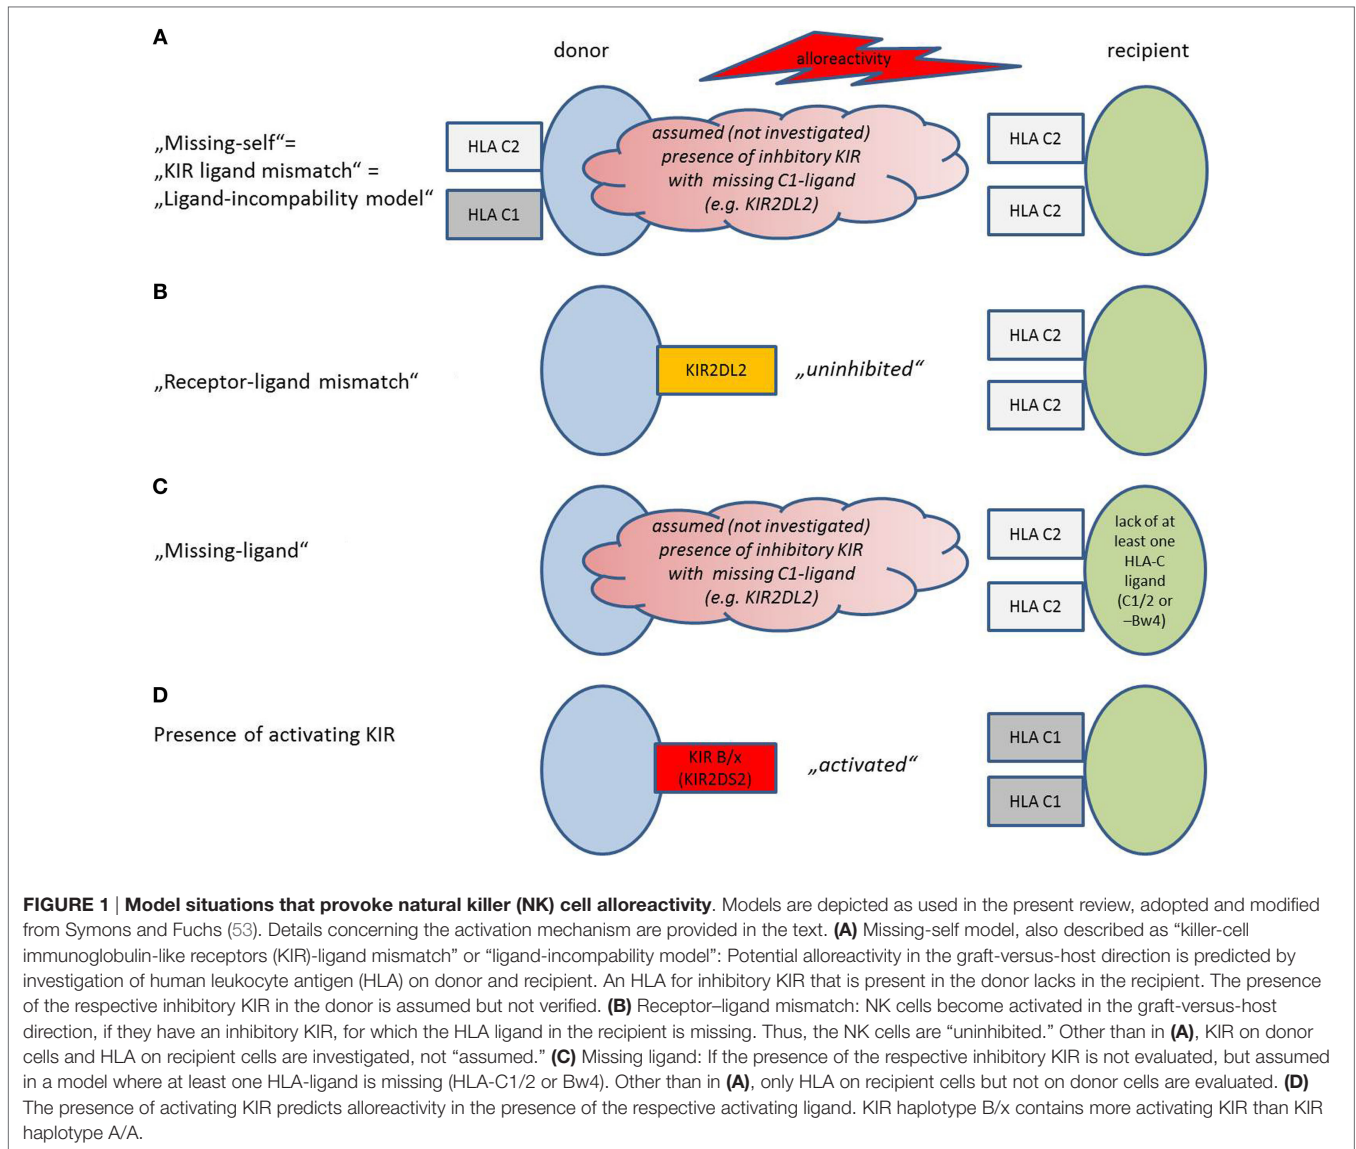 A
donor
alloreactivity
recipient
„Missing-self“=
„KIR ligand mismatch“ =
„Ligand-incompability model“
HLA C2
HLA C1
assumed (not investigated)
presence of inhbitory KIR
with missing C1-ligand
(e.g. KIR2DL2)
HLA C2
HLA C2
B
„Receptor-ligand mismatch“
KIR2DL2
„uninhibited“
HLA C2
HLA C2
C
„Missing-ligand“
assumed (not investigated)
presence of inhibitory KIR
with missing C1-ligand
(e.g. KIR2DL2)
HLA C2
HLA C2
lack of at
least one
HLA-C
ligand
(C1/2 or
–Bw4)
D
Presence of activating KIR
KIR B/x
(KIR2DS2)
„activated“
HLA C1
HLA C1
FIGURE 1 | Model situations that provoke natural killer (NK) cell alloreactivity. Models are depicted as used in the present review, adopted and modified
from Symons and Fuchs (53). Details concerning the activation mechanism are provided in the text. (A) Missing-self model, also described as “killer-cell
immunoglobulin-like receptors (KIR)-ligand mismatch” or “ligand-incompability model”: Potential alloreactivity in the graft-versus-host direction is predicted by
investigation of human leukocyte antigen (HLA) on donor and recipient. An HLA for inhibitory KIR that is present in the donor lacks in the recipient. The presence
of the respective inhibitory KIR in the donor is assumed but not verified. (B) Receptor–ligand mismatch: NK cells become activated in the graft-versus-host
direction, if they have an inhibitory KIR, for which the HLA ligand in the recipient is missing. Thus, the NK cells are “uninhibited.” Other than in (A), KIR on donor
cells and HLA on recipient cells are investigated, not “assumed.” (C) Missing ligand: If the presence of the respective inhibitory KIR is not evaluated, but assumed
in a model where at least one HLA-ligand is missing (HLA-C1/2 or Bw4). Other than in (A), only HLA on recipient cells but not on donor cells are evaluated. (D)
The presence of activating KIR predicts alloreactivity in the presence of the respective activating ligand. KIR haplotype B/x contains more activating KIR than KIR
haplotype A/A.